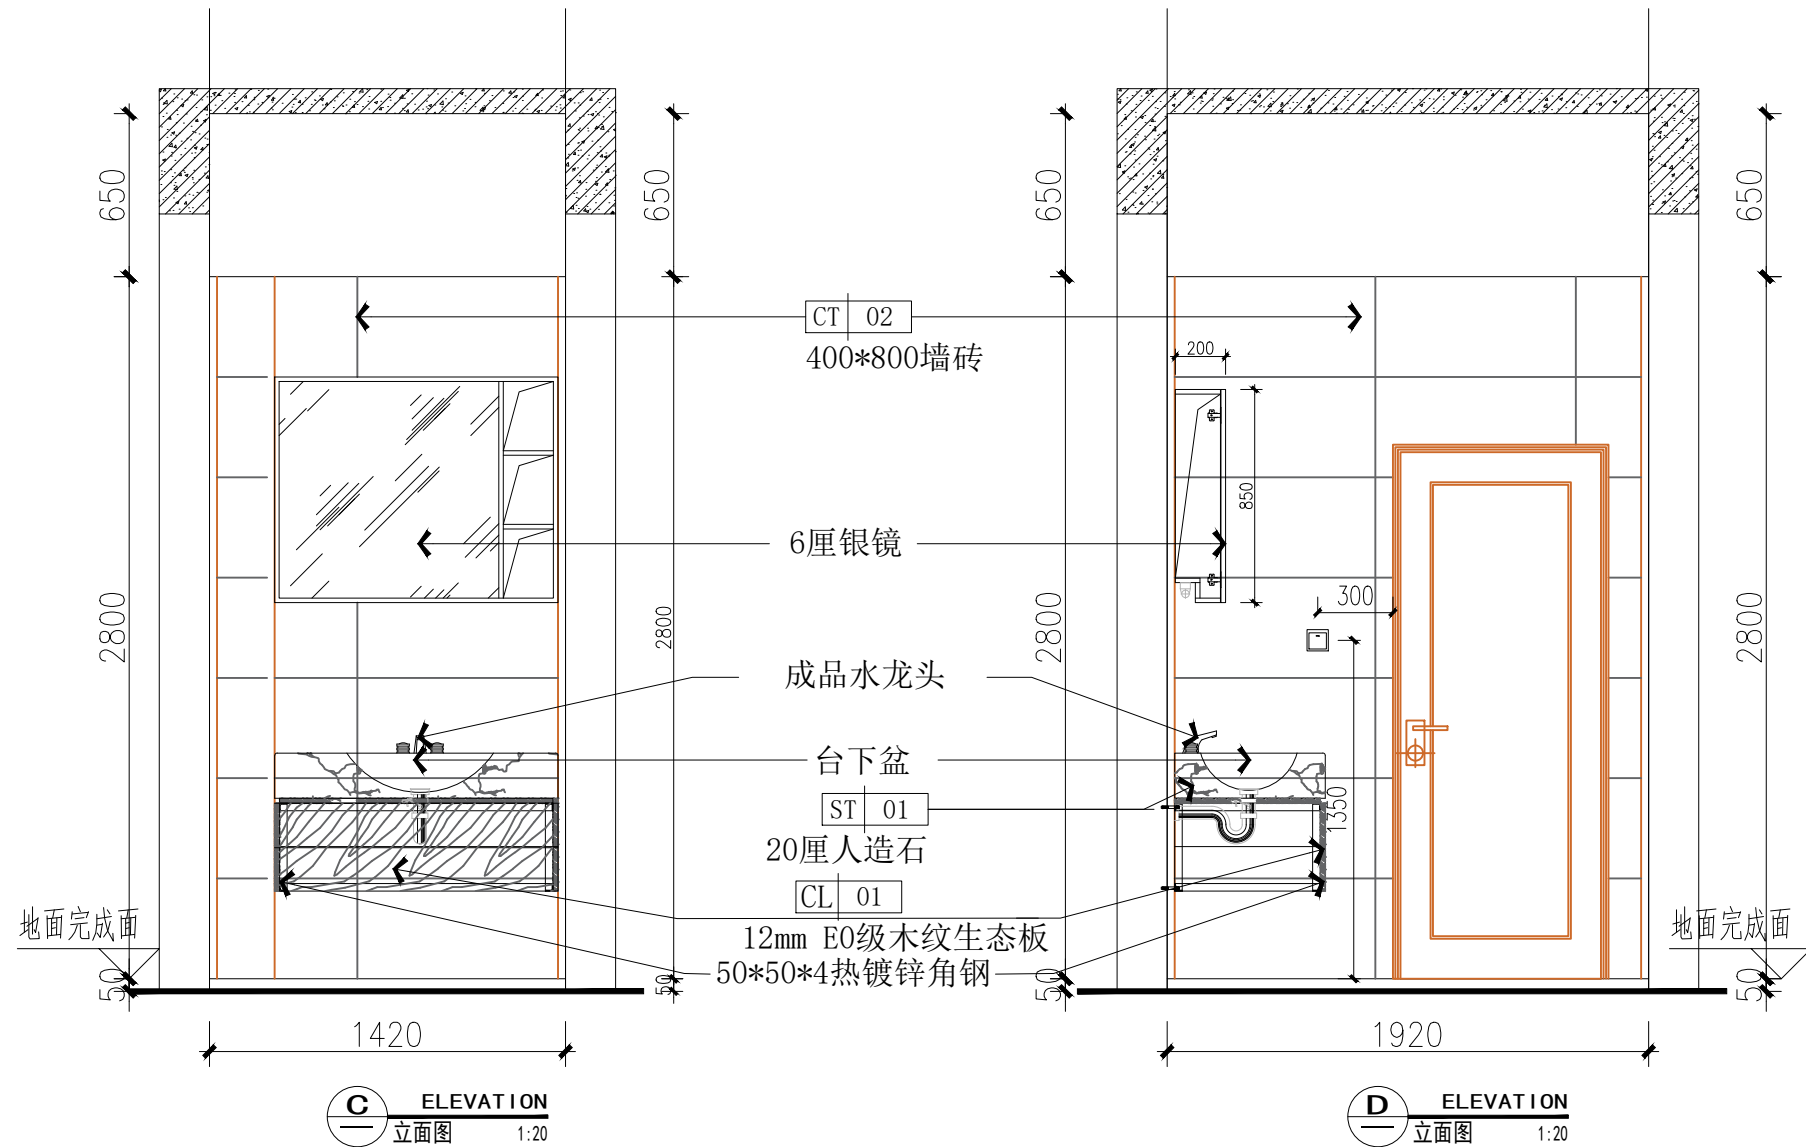 650
650
650
650
CT 02
400*800墙砖
200
850
6厘银镜
300
2800
2800
2800
2800
成品水龙头
台下盆
ST 01
1350
20厘人造石
CL 01
地面完成面
地面完成面
12mm E0级木纹生态板
50*50*4热镀锌角钢
50
50
50
50
1420
1920
C ELEVATION
立面图 1:20
D ELEVATION
立面图 1:20